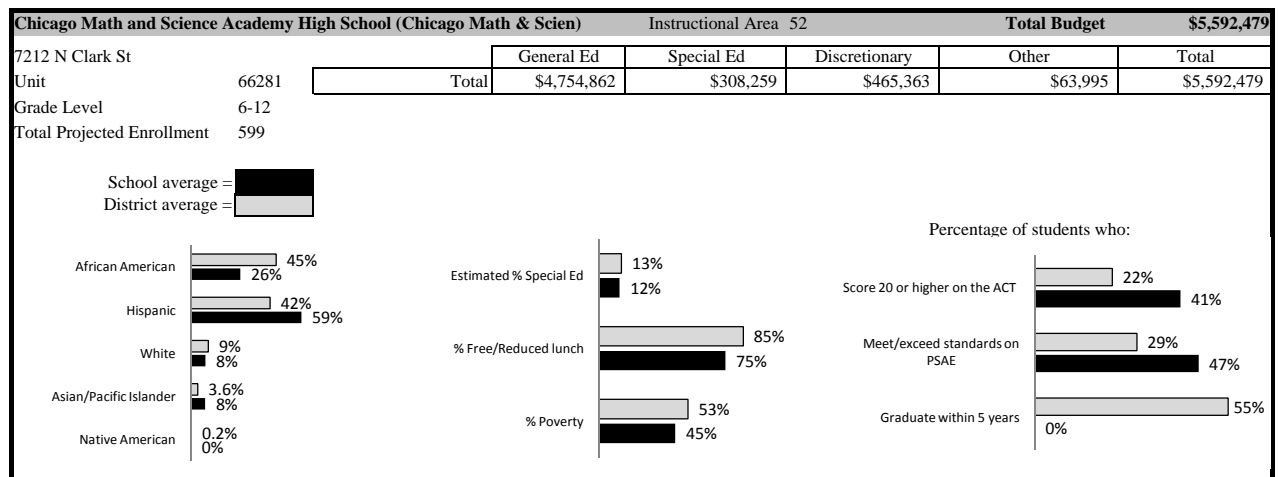 Chicago Math and Science Academy High School (Chicago Math & Scien) Instructional Area 52 Total Budget $5,592,479
7212 N Clark St General Ed Special Ed Discretionary Other Total
Unit 66281 Total $4,754,862 $308,259 $465,363 $63,995 $5,592,479
Grade Level 6-12
Total Projected Enrollment 599
School average =
District average =
Percentage of students who:
African American 45% 26%
Hispanic 42% 59%
White 9% 8%
Asian/Pacific Islander 3.6% 8%
Native American 0.2% 0%
Estimated % Special Ed 13% 12%
% Free/Reduced lunch 85% 75%
% Poverty 53% 45%
Score 20 or higher on the ACT 22% 41%
Meet/exceed standards on
PSAE 29% 47%
Graduate within 5 years 55% 0%